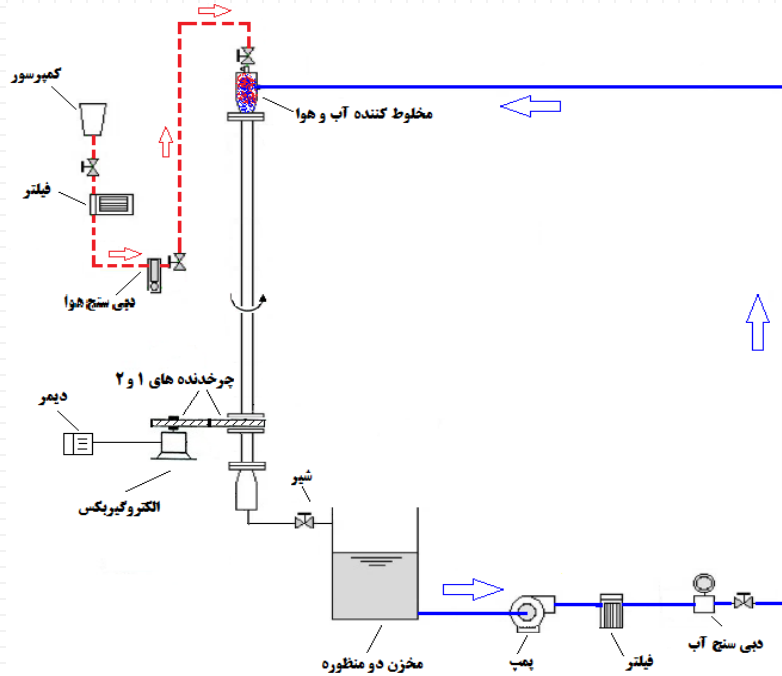 کمپرسور
مخلوط کننده آب و هوا
فیلتر
دبی سنج هوا
چرخدنده های ۱ و ۲
دیمر
الکتروگیربکس
شیر
مخزن دو منظوره
پمپ
فیلتر
دبی سنج آب